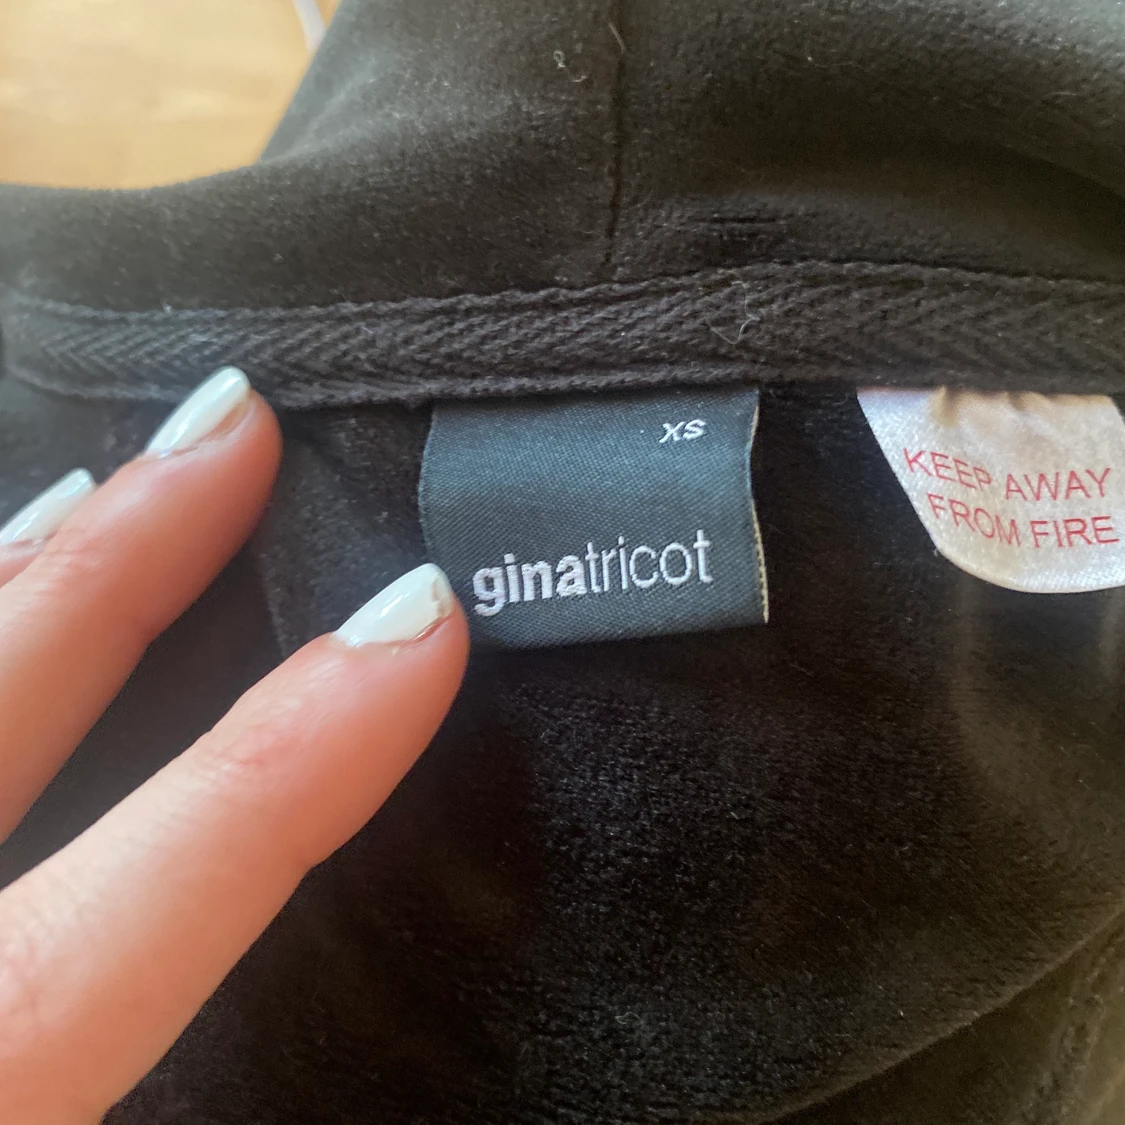 xs
ginatricot
KEEP AWAY
FROM FIRE